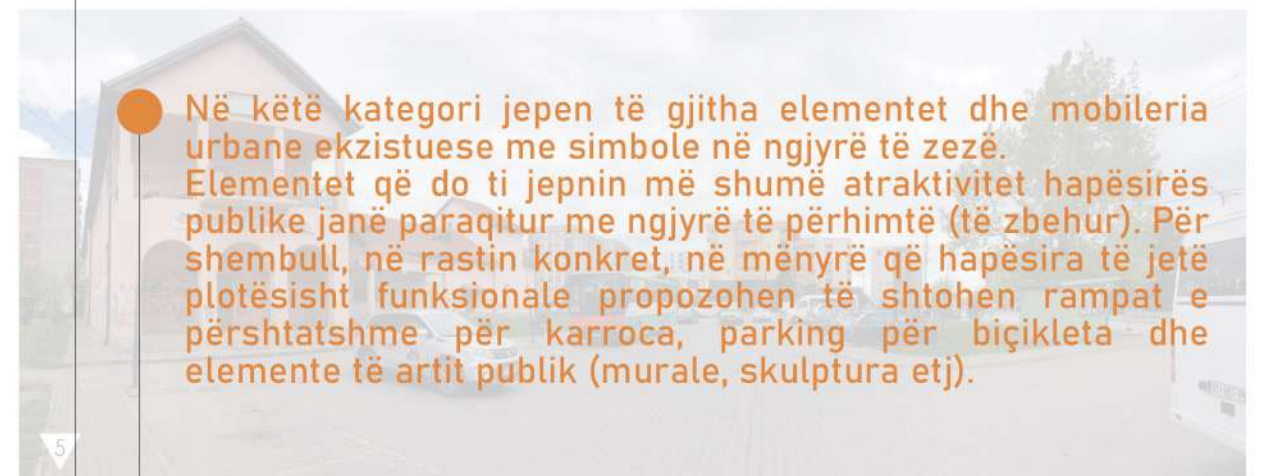 Në këtë kategori jepen të gjitha elementet dhe mobileria
urbane ekzistuese me simbole në ngjyrë të zezë.
Elementet që do ti jepnin më shumë atraktivitet hapësirës
publike janë paraqitur me ngjyrë të përhimtë (të zbehur). Për
shembull, në rastin konkret, në mënyrë që hapësira të jetë
plotësisht funksionale propozohen të shtohen rampat e
përshtatshme për karroca, parking për biçikleta dhe
elemente të artit publik (murale, skulptura etj).
5